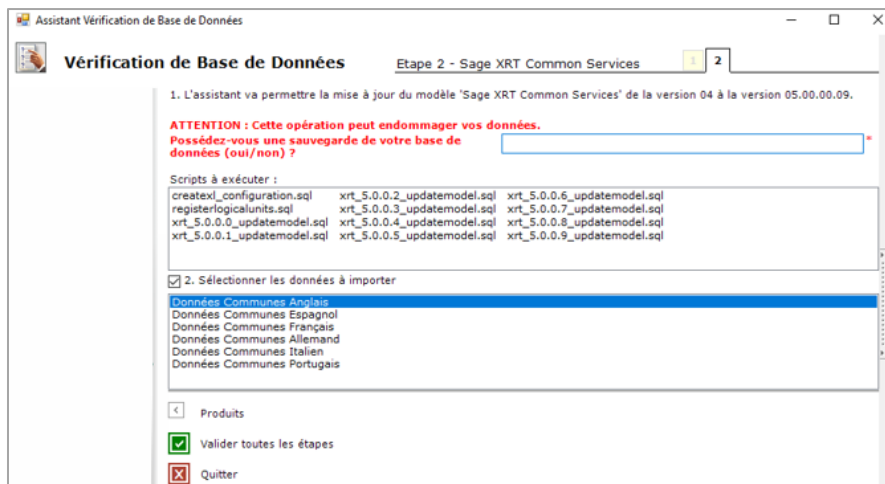 Assistant Vérification de Base de Données
Vérification de Base de Données
Etape 2 - Sage XRT Common Services
1
2
1. L'assistant va permettre la mise à jour du modèle 'Sage XRT Common Services' de la version 04 à la version 05.00.00.09.
ATTENTION : Cette opération peut endommager vos données.
Possédez-vous une sauvegarde de votre base de
données (oui/non) ?
*
Scripts à exécuter :
createxl_configuration.sql xrt_5.0.0.2_updatemodel.sql xrt_5.0.0.6_updatemodel.sql
registerlogicalunits.sql xrt_5.0.0.3_updatemodel.sql xrt_5.0.0.7_updatemodel.sql
xrt_5.0.0.0_updatemodel.sql xrt_5.0.0.4_updatemodel.sql xrt_5.0.0.8_updatemodel.sql
xrt_5.0.0.1_updatemodel.sql xrt_5.0.0.5_updatemodel.sql xrt_5.0.0.9_updatemodel.sql
2. Sélectionner les données à importer
Données Communes Anglais
Données Communes Espagnol
Données Communes Français
Données Communes Allemand
Données Communes Italien
Données Communes Portugais
Produits
Valider toutes les étapes
Quitter